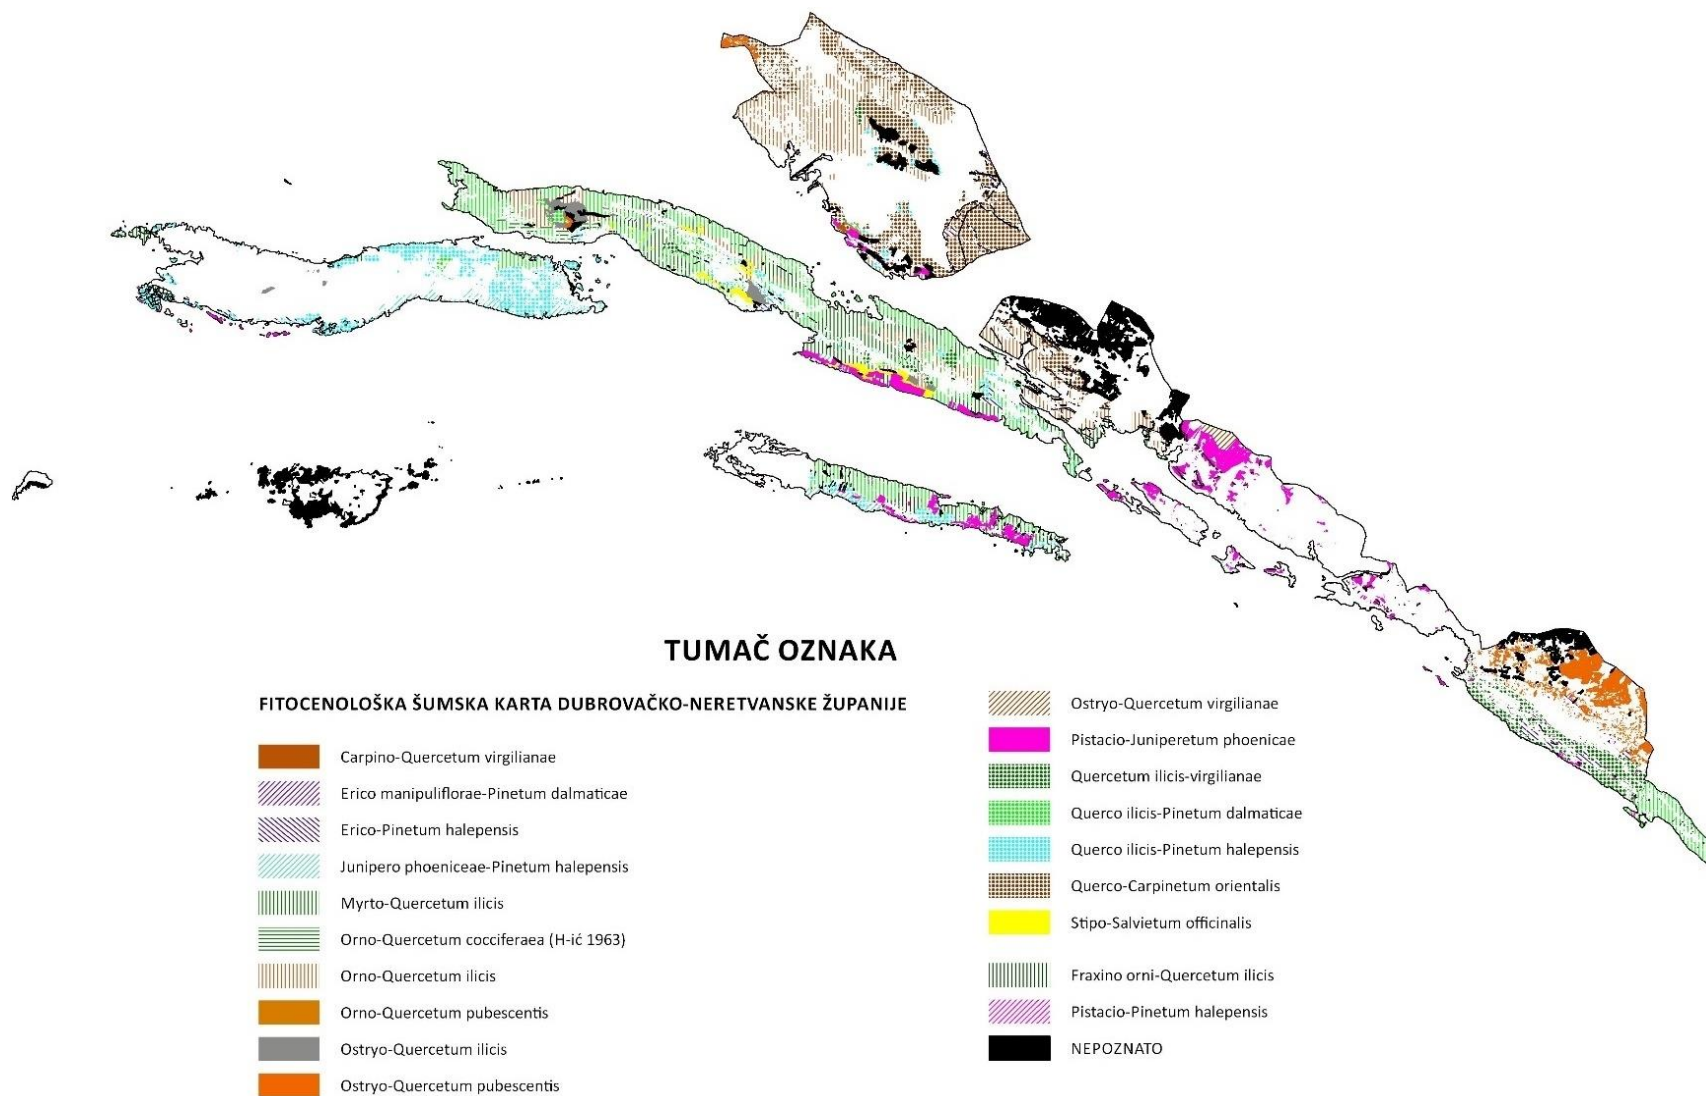 TUMAČ OZNAKA
FITOCENOLOŠKA ŠUMSKA KARTA DUBROVAČKO-NERETVANSKE ŽUPANIJE
Carpino-Quercetum virgilianae
Erico manipuliflorae-Pinetum dalmaticae
Erico-Pinetum halepensis
Junipero phoeniceae-Pinetum halepensis
Myrto-Quercetum ilicis
Orno-Quercetum cocciferaea (H-ić 1963)
Orno-Quercetum ilicis
Orno-Quercetum pubescentis
Ostryo-Quercetum ilicis
Ostryo-Quercetum pubescentis
Ostryo-Quercetum virgilianae
Pistacio-Juniperetum phoenicae
Quercetum ilicis-virgilianae
Querco ilicis-Pinetum dalmaticae
Querco ilicis-Pinetum halepensis
Querco-Carpinetum orientalis
Stipo-Salvietum officinalis
Fraxino orni-Quercetum ilicis
Pistacio-Pinetum halepensis
NEPOZNATO